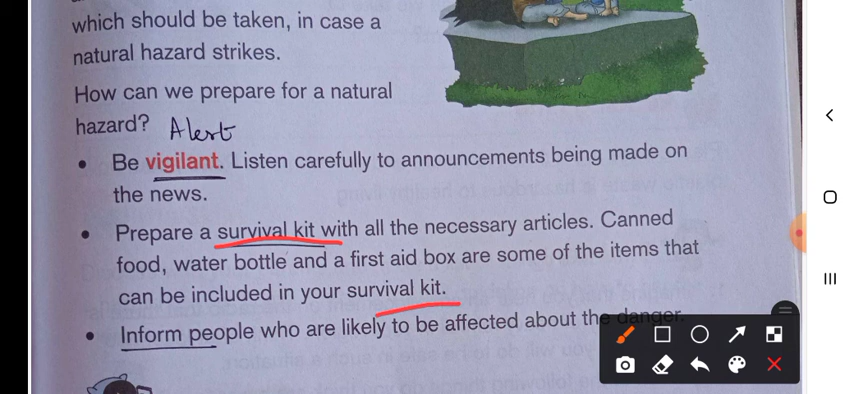 which should be taken, in case a
natural hazard strikes.
How can we prepare for a natural
hazard? Alert
• Be vigilant. Listen carefully to announcements being made on
the news.
• Prepare a survival kit with all the necessary articles. Canned
food, water bottle and a first aid box are some of the items that
can be included in your survival kit.
• Inform people who are likely to be affected about the danger.